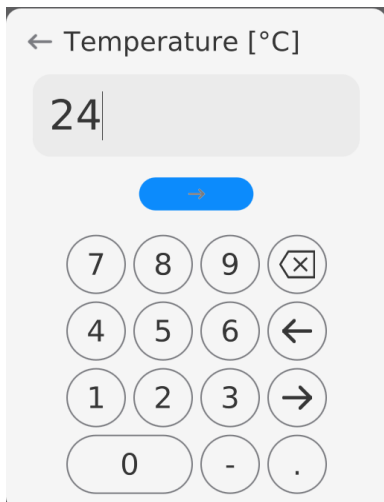 ← Temperature [°C]
24
→
7 8 9 ⌫
4 5 6 ←
1 2 3 →
0 - .